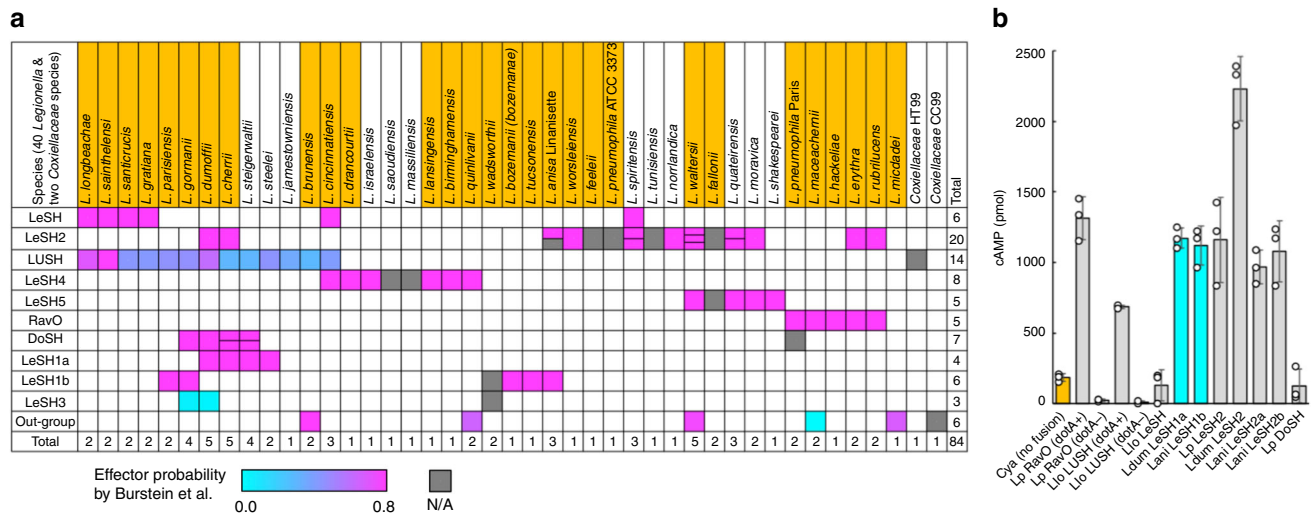 a
Species (40 Legionella &
two Coxiellaceae species)
L. longbeachae
L. sainthelensi
L. santicrucis
L. gratiana
L. parisiensis
L. gormanii
L. dumoffii
L. cherrii
L. steigerwaltii
L. steelei
L. jamestowniensis
L. brunensis
L. cincinnatiensis
L. drancourtii
L. israelensis
L. saoudiensis
L. massiliensis
L. lansingensis
L. birminghamensis
L. quinlivanii
L. wadsworthii
L. bozemanii (bozemanae)
L. tucsonensis
L. anisa Linanisette
L. worsleiensis
L. feeleii
L. pneumophila ATCC 3373
L. spiritensis
L. tunisiensis
L. norrlandica
L. waltersii
L. fallonii
L. quateirensis
L. moravica
L. shakespearei
L. pneumophila Paris
L. maceachernii
L. hackeliae
L. erythra
L. rubrilucens
L. micdadei
Coxiellaceae HT99
Coxiellaceae CC99
Total
LeSH 6
LeSH2 20
LUSH 14
LeSH4 8
LeSH5 5
RavO 5
DoSH 7
LeSH1a 4
LeSH1b 6
LeSH3 3
Out-group 6
Total 2 2 2 2 2 4 5 5 4 2 1 2 3 1 1 1 1 1 1 2 2 1 1 2 1 1 1 2 1 1 5 2 3 2 1 2 2 1 2 2 1 1 1 84
Effector probability
by Burstein et al.
0.0
0.8
N/A
b
cAMP (pmol)
2500
2000
1500
1000
500
0
Cya (no fusion)
Lp RavO (dotA+)
Lp RavO (dotA–)
Llo LUSH (dotA+)
Llo LUSH (dotA–)
Llo LeSH
Ldum LeSH1a
Lani LeSH1b
Lp LeSH2
Ldum LeSH2
Lani LeSH2a
Lani LeSH2b
Lp DoSH